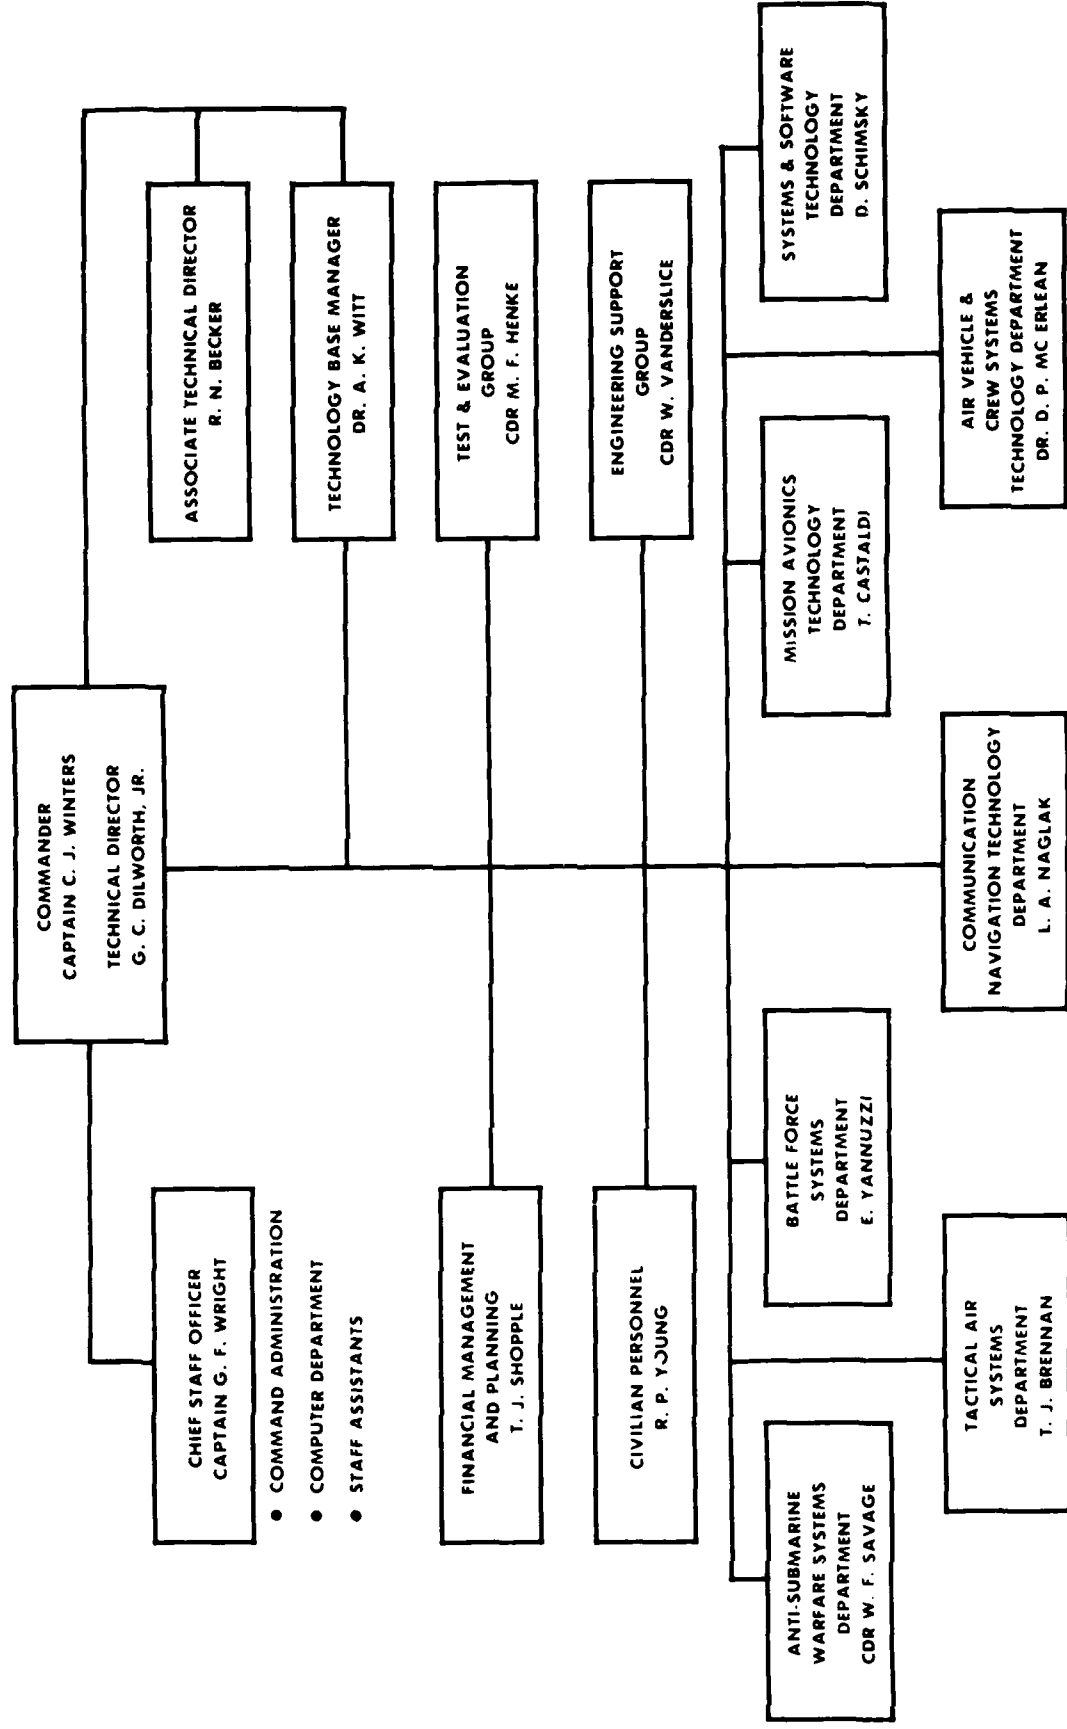 COMMANDER
CAPTAIN C. J. WINTERS
TECHNICAL DIRECTOR
G. C. DILWORTH, JR.
CHIEF STAFF OFFICER
CAPTAIN G. F. WRIGHT
● COMMAND ADMINISTRATION
● COMPUTER DEPARTMENT
● STAFF ASSISTANTS
ASSOCIATE TECHNICAL DIRECTOR
R. N. BECKER
TECHNOLOGY BASE MANAGER
DR. A. K. WITT
FINANCIAL MANAGEMENT
AND PLANNING
T. J. SHOPPLE
TEST & EVALUATION
GROUP
CDR M. F. HENKE
CIVILIAN PERSONNEL
R. P. YOUNG
ENGINEERING SUPPORT
GROUP
CDR W. VANDERSLICE
ANTI-SUBMARINE
WARFARE SYSTEMS
DEPARTMENT
CDR W. F. SAVAGE
BATTLE FORCE
SYSTEMS
DEPARTMENT
E. YANNUZZI
MISSION AVIONICS
TECHNOLOGY
DEPARTMENT
T. CASTALDI
SYSTEMS & SOFTWARE
TECHNOLOGY
DEPARTMENT
D. SCHIMSKY
TACTICAL AIR
SYSTEMS
DEPARTMENT
T. J. BRENNAN
COMMUNICATION
NAVIGATION TECHNOLOGY
DEPARTMENT
L. A. NAGLAK
AIR VEHICLE &
CREW SYSTEMS
TECHNOLOGY DEPARTMENT
DR. D. P. MC ERLEAN